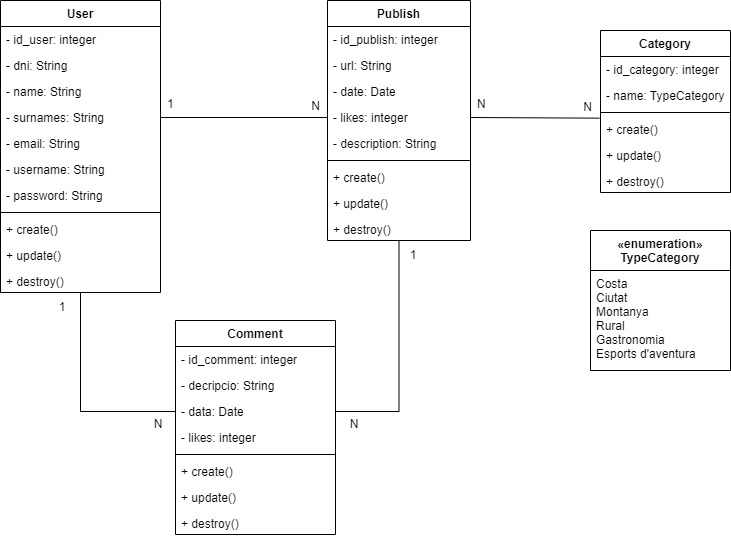 User
- id_user: integer
- dni: String
- name: String
- surnames: String
- email: String
- username: String
- password: String
+ create()
+ update()
+ destroy()
1
N
Publish
- id_publish: integer
- url: String
- date: Date
- likes: integer
- description: String
+ create()
+ update()
+ destroy()
N
N
Category
- id_category: integer
- name: TypeCategory
+ create()
+ update()
+ destroy()
«enumeration»
TypeCategory
Costa
Ciutat
Montanya
Rural
Gastronomia
Esports d'aventura
1
N
1
N
Comment
- id_comment: integer
- decripcio: String
- data: Date
- likes: integer
+ create()
+ update()
+ destroy()